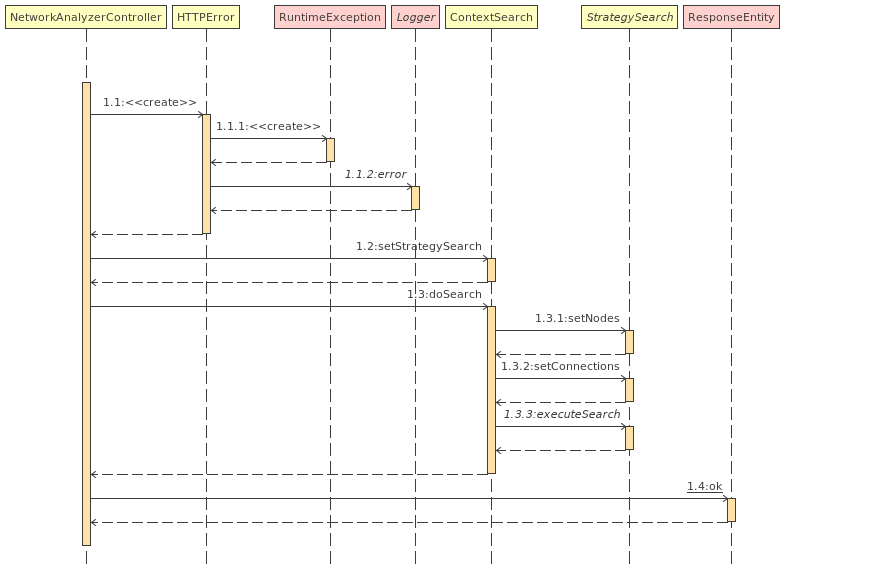 NetworkAnalyzerController
HTTPError
RuntimeException
Logger
ContextSearch
StrategySearch
ResponseEntity
1.1:<<create>>
1.1.1:<<create>>
1.1.2:error
1.2:setStrategySearch
1.3:doSearch
1.3.1:setNodes
1.3.2:setConnections
1.3.3:executeSearch
1.4:ok